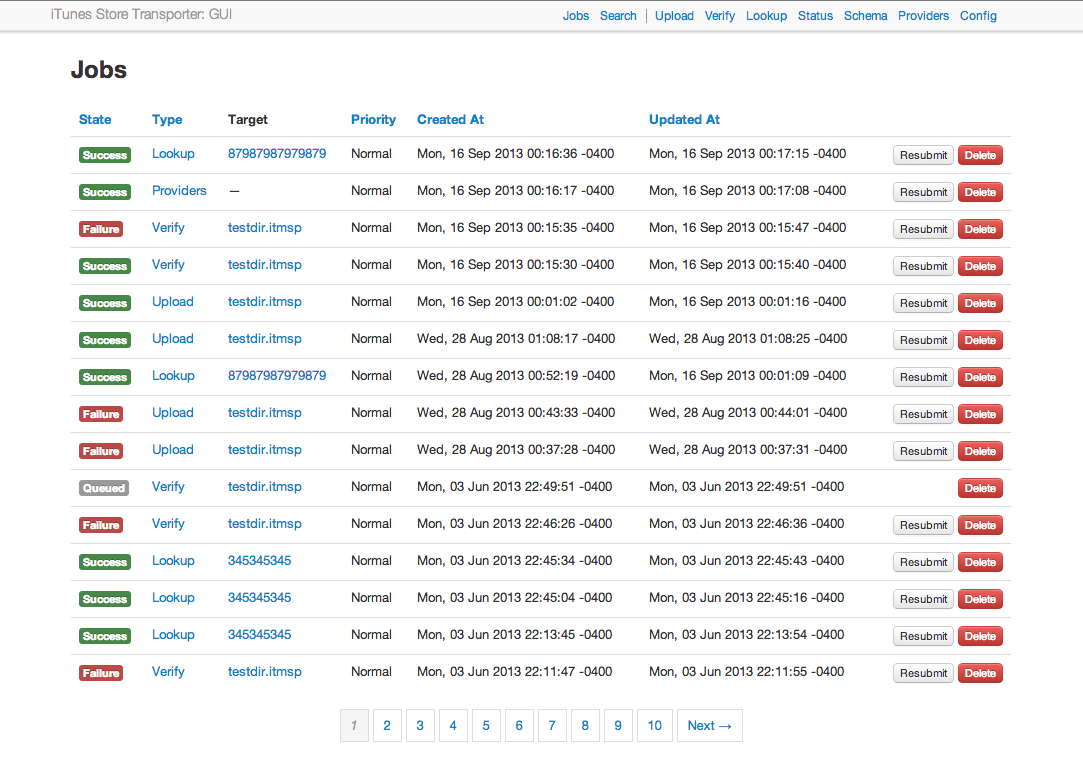 iTunes Store Transporter: GUI Jobs Search | Upload Verify Lookup Status Schema Providers Config
Jobs
State Type Target Priority Created At Updated At
Success Lookup 87987987979879 Normal Mon, 16 Sep 2013 00:16:36 -0400 Mon, 16 Sep 2013 00:17:15 -0400 Resubmit Delete
Success Providers — Normal Mon, 16 Sep 2013 00:16:17 -0400 Mon, 16 Sep 2013 00:17:08 -0400 Resubmit Delete
Failure Verify testdir.itmsp Normal Mon, 16 Sep 2013 00:15:35 -0400 Mon, 16 Sep 2013 00:15:47 -0400 Resubmit Delete
Success Verify testdir.itmsp Normal Mon, 16 Sep 2013 00:15:30 -0400 Mon, 16 Sep 2013 00:15:40 -0400 Resubmit Delete
Success Upload testdir.itmsp Normal Mon, 16 Sep 2013 00:01:02 -0400 Mon, 16 Sep 2013 00:01:16 -0400 Resubmit Delete
Success Upload testdir.itmsp Normal Wed, 28 Aug 2013 01:08:17 -0400 Wed, 28 Aug 2013 01:08:25 -0400 Resubmit Delete
Success Lookup 87987987979879 Normal Wed, 28 Aug 2013 00:52:19 -0400 Mon, 16 Sep 2013 00:01:09 -0400 Resubmit Delete
Failure Upload testdir.itmsp Normal Wed, 28 Aug 2013 00:43:33 -0400 Wed, 28 Aug 2013 00:44:01 -0400 Resubmit Delete
Failure Upload testdir.itmsp Normal Wed, 28 Aug 2013 00:37:28 -0400 Wed, 28 Aug 2013 00:37:31 -0400 Resubmit Delete
Queued Verify testdir.itmsp Normal Mon, 03 Jun 2013 22:49:51 -0400 Mon, 03 Jun 2013 22:49:51 -0400 Delete
Failure Verify testdir.itmsp Normal Mon, 03 Jun 2013 22:46:26 -0400 Mon, 03 Jun 2013 22:46:36 -0400 Resubmit Delete
Success Lookup 345345345 Normal Mon, 03 Jun 2013 22:45:34 -0400 Mon, 03 Jun 2013 22:45:43 -0400 Resubmit Delete
Success Lookup 345345345 Normal Mon, 03 Jun 2013 22:45:04 -0400 Mon, 03 Jun 2013 22:45:16 -0400 Resubmit Delete
Success Lookup 345345345 Normal Mon, 03 Jun 2013 22:13:45 -0400 Mon, 03 Jun 2013 22:13:54 -0400 Resubmit Delete
Failure Verify testdir.itmsp Normal Mon, 03 Jun 2013 22:11:47 -0400 Mon, 03 Jun 2013 22:11:55 -0400 Resubmit Delete
1 2 3 4 5 6 7 8 9 10 Next →